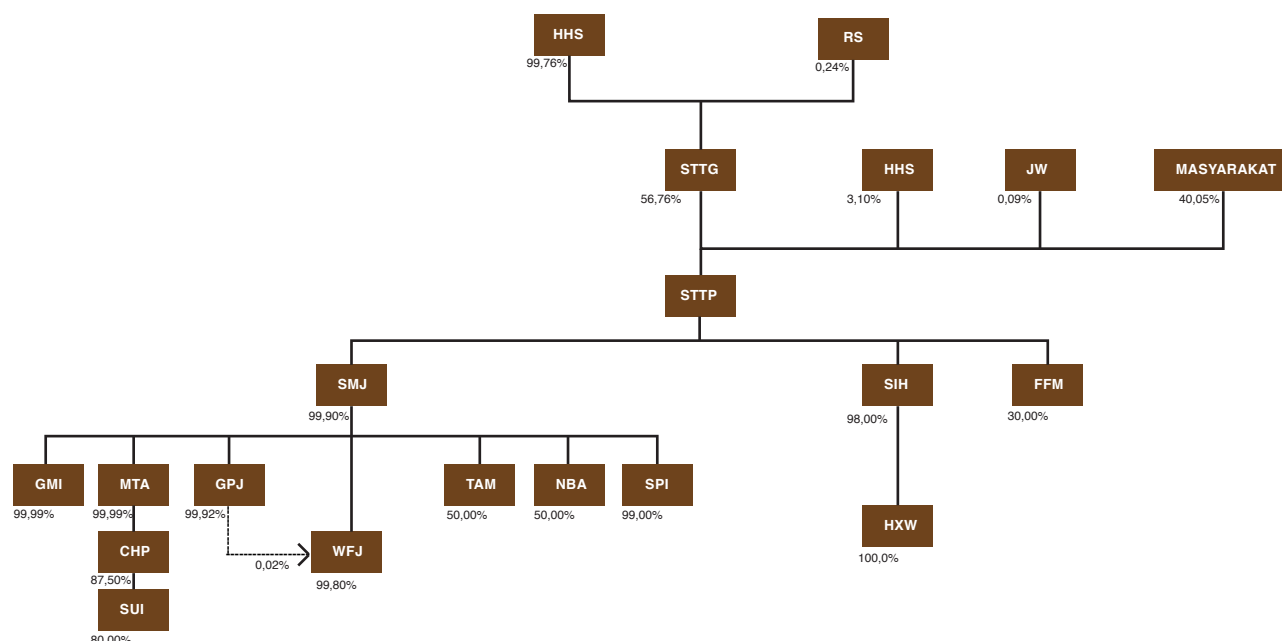 HHS
RS
99,76%
0,24%
STTG
HHS
JW
MASYARAKAT
56,76%
3,10%
0,09%
40,05%
STTP
SMJ
SIH
FFM
99,90%
98,00%
30,00%
GMI
MTA
GPJ
TAM
NBA
SPI
99,99%
99,99%
99,92%
50,00%
50,00%
99,00%
HXW
CHP
WFJ
0,02%
100,0%
87,50%
99,80%
SUI
80,00%